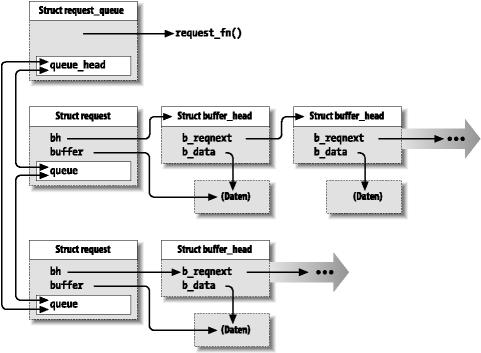 Struct request_queue
request_fn()
queue_head
Struct request
Struct buffer_head
Struct buffer_head
bh
b_reqnext
b_reqnext
buffer
b_data
b_data
queue
(Daten)
(Daten)
Struct request
Struct buffer_head
bh
b_reqnext
buffer
b_data
queue
(Daten)